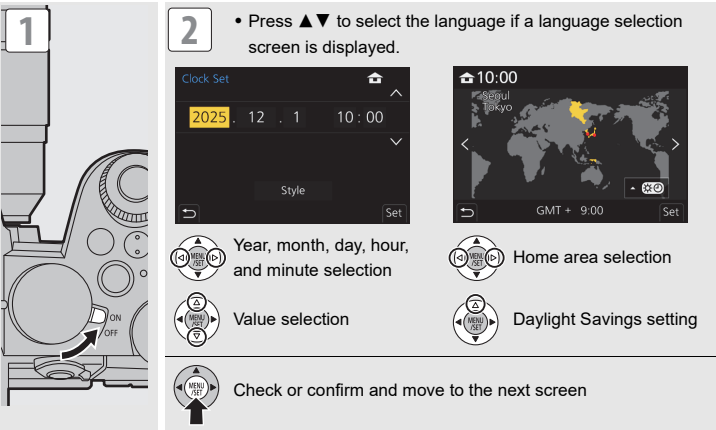 1
ON
OFF
2
• Press ▲▼ to select the language if a language selection
screen is displayed.
Clock Set
2025 . 12 . 1 10 : 00
Style
Set
10:00
Seoul
Tokyo
GMT + 9:00
Set
MENU
/SET
Year, month, day, hour,
and minute selection
MENU
/SET
Home area selection
MENU
/SET
Value selection
MENU
/SET
Daylight Savings setting
MENU
/SET
Check or confirm and move to the next screen